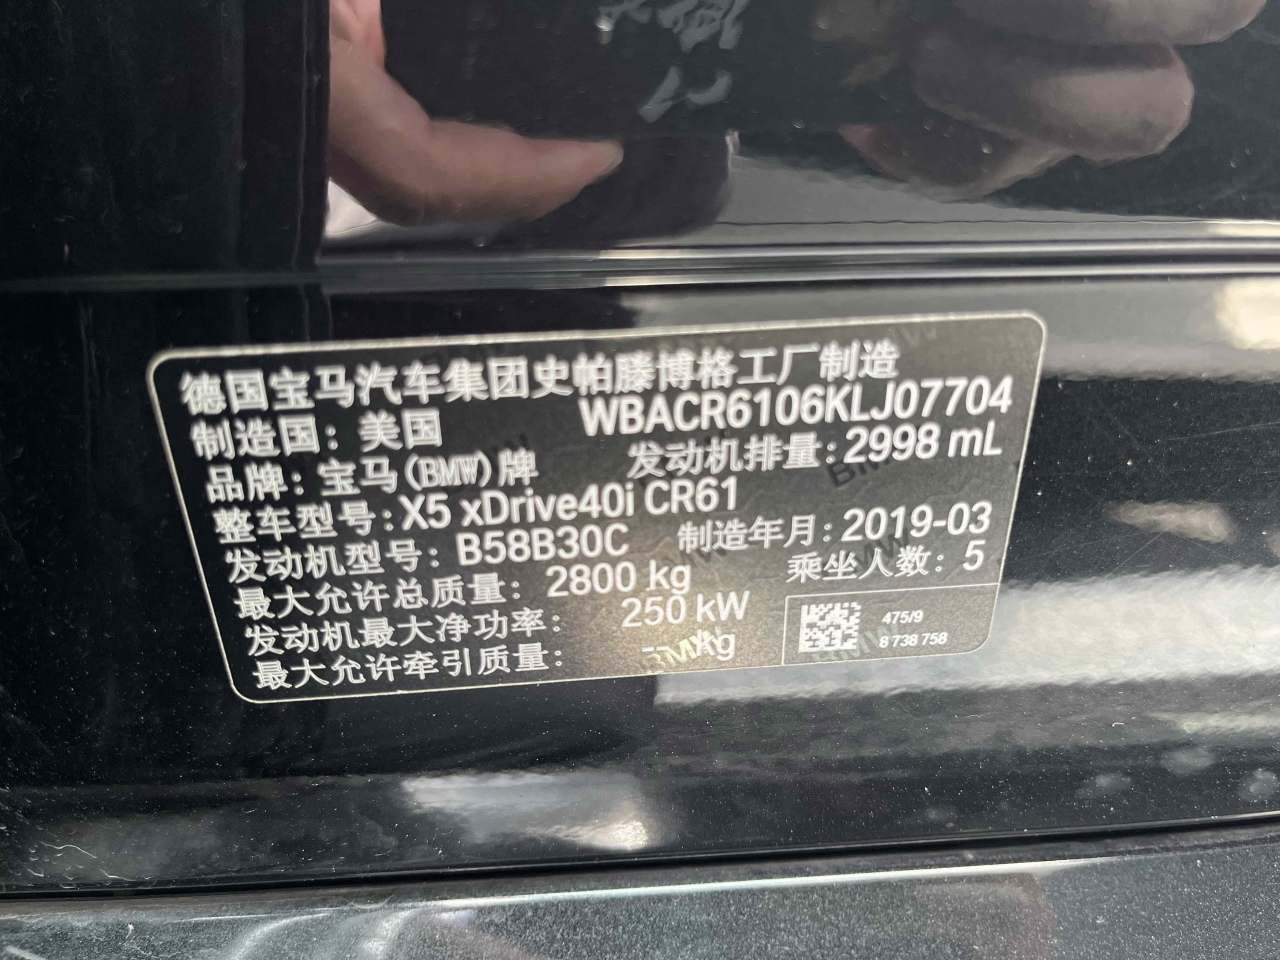 德国宝马汽车集团史帕滕博格工厂制造
制造国：美国 WBACR6106KLJ07704
品牌：宝马(BMW)牌 发动机排量：2998 mL
整车型号：X5 xDrive40i CR61
发动机型号：B58B30C 制造年月：2019-03
最大允许总质量：2800 kg 乘坐人数：5
发动机最大净功率：250 kW
最大允许牵引质量：-- kg
475/9
8 738 758